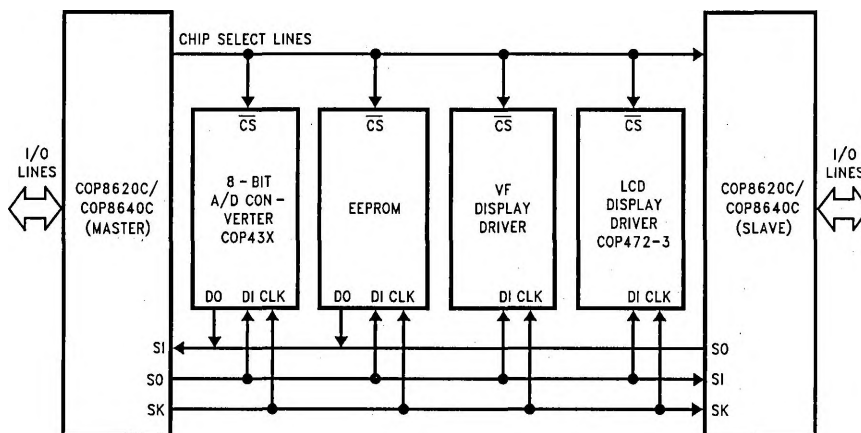 CHIP SELECT LINES
I/O
LINES
COP8620C/
COP8640C
(MASTER)
CS
8-BIT
A/D CON-
VERTER
COP43X
DO DI CLK
CS
EEPROM
DO DI CLK
CS
VF
DISPLAY
DRIVER
DI CLK
CS
LCD
DISPLAY
DRIVER
COP472-3
DI CLK
COP8620C/
COP8640C
(SLAVE)
I/O
LINES
SI
SO
SK
SO
SI
SK